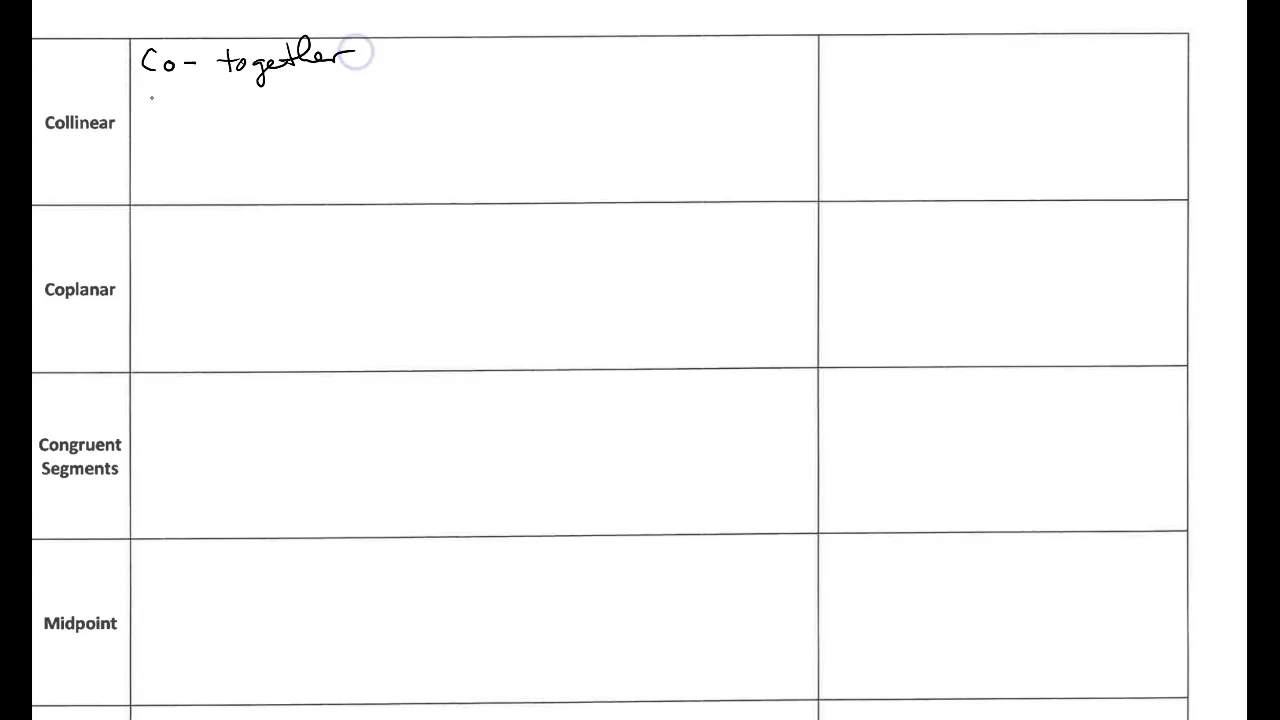 Co- together
Collinear
Coplanar
Congruent
Segments
Midpoint